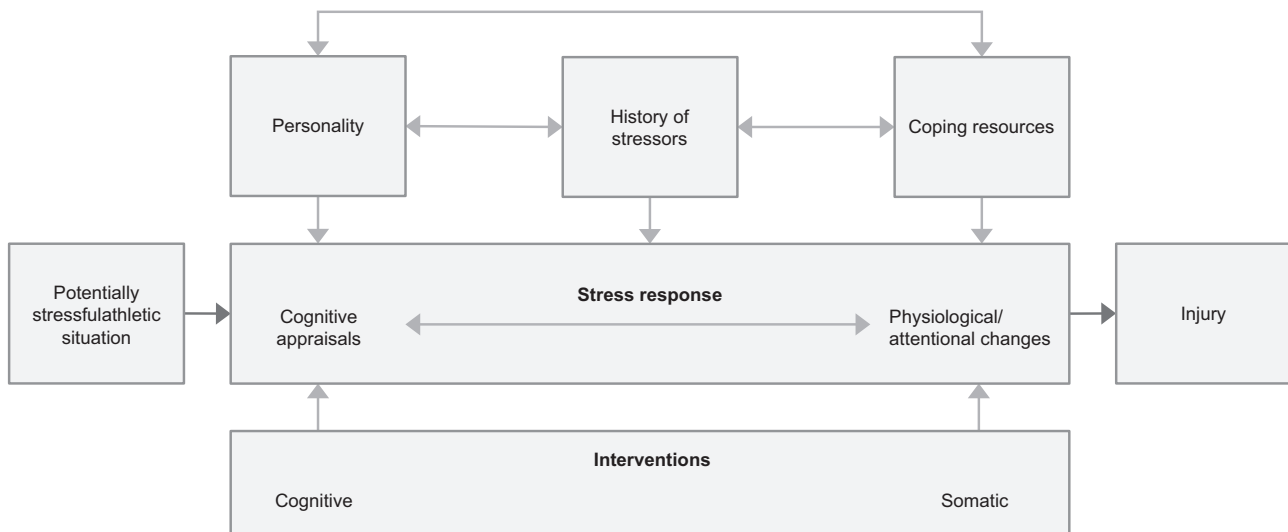 Personality
History of
stressors
Coping resources
Potentially
stressfulathletic
situation
Stress response
Cognitive
appraisals
Physiological/
attentional changes
Injury
Interventions
Cognitive
Somatic